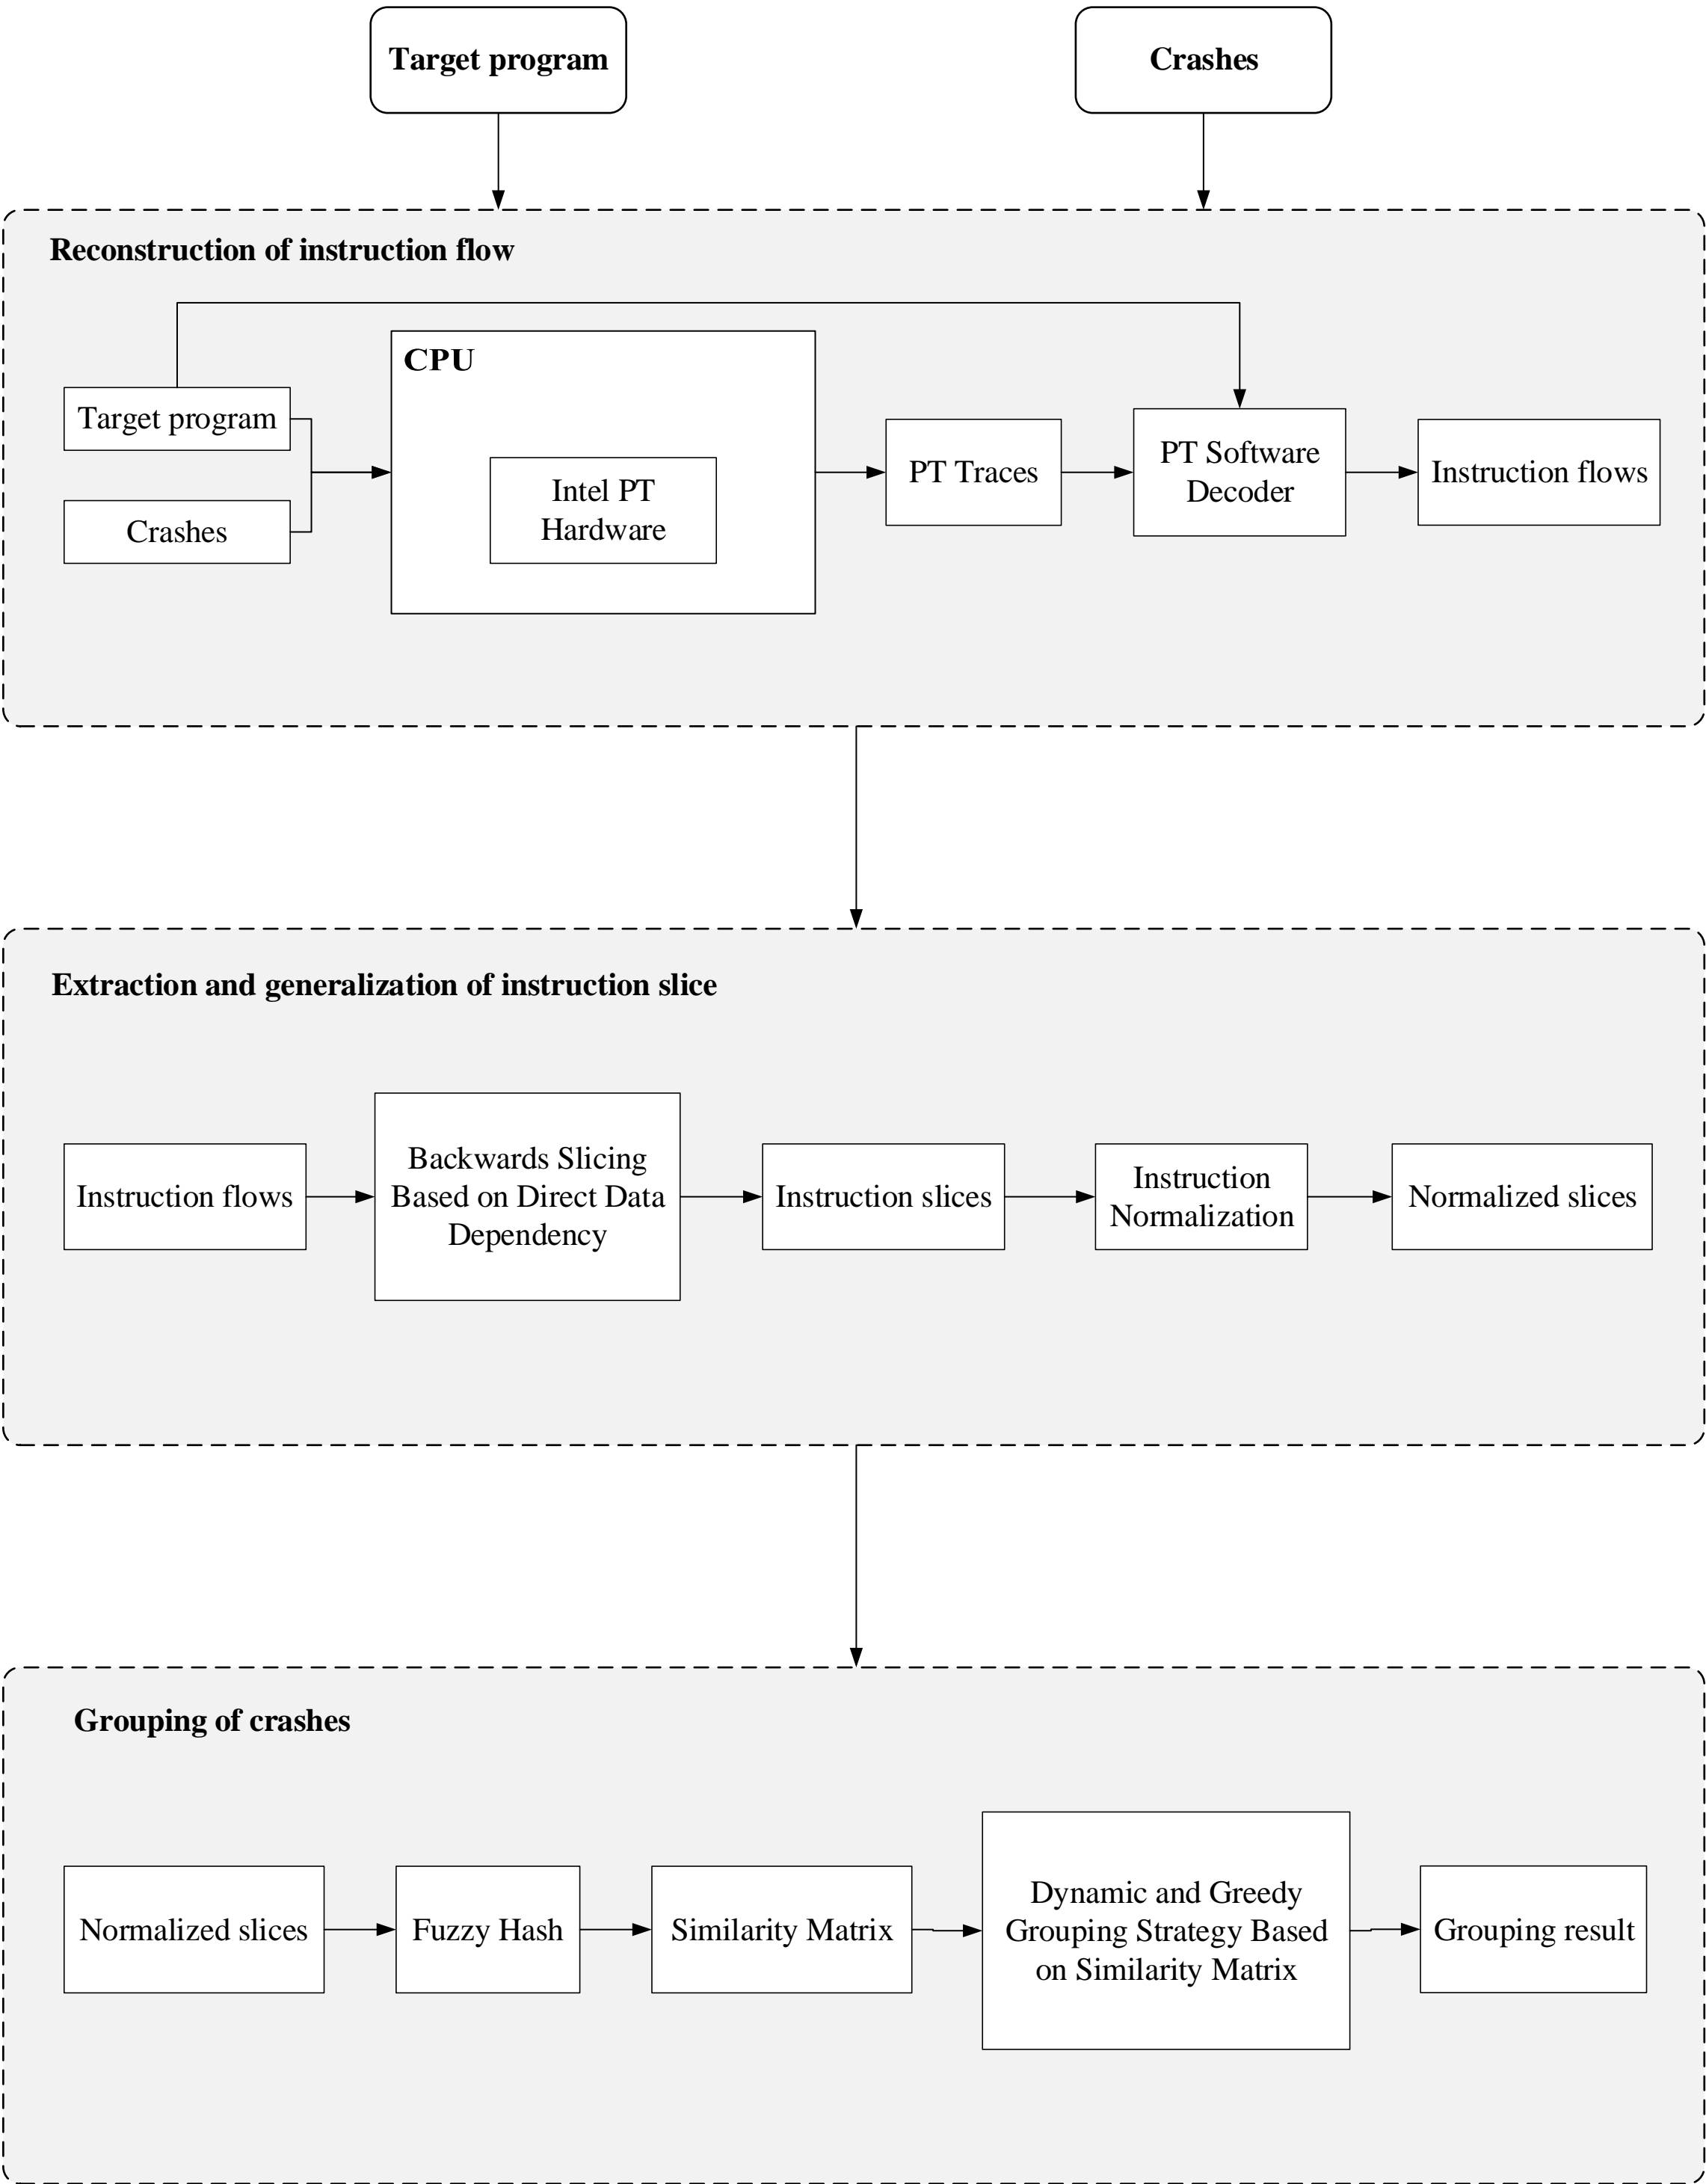 Target program
Crashes
Reconstruction of instruction flow
CPU
Target program
Crashes
Intel PT
Hardware
PT Traces
PT Software
Decoder
Instruction flows
Extraction and generalization of instruction slice
Instruction flows
Backwards Slicing
Based on Direct Data
Dependency
Instruction slices
Instruction
Normalization
Normalized slices
Grouping of crashes
Normalized slices
Fuzzy Hash
Similarity Matrix
Dynamic and Greedy
Grouping Strategy Based
on Similarity Matrix
Grouping result